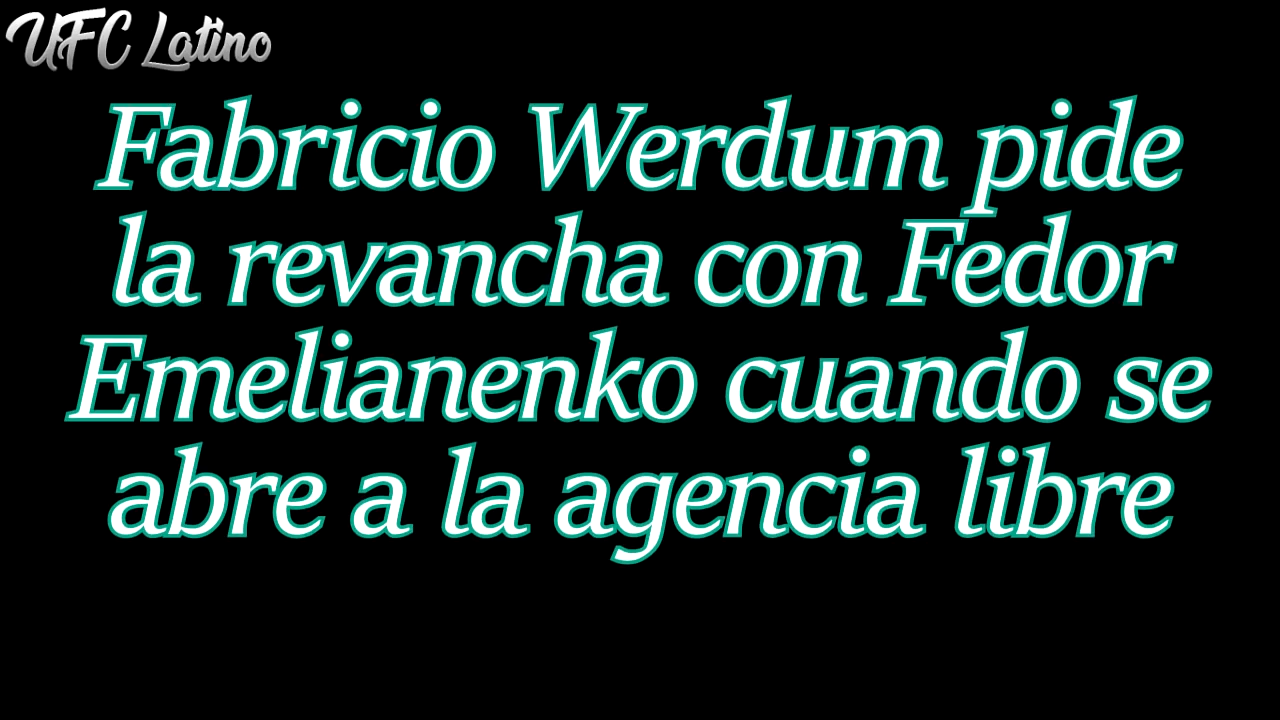 UFC Latino
Fabricio Werdum pide
la revancha con Fedor
Emelianenko cuando se
abre a la agencia libre